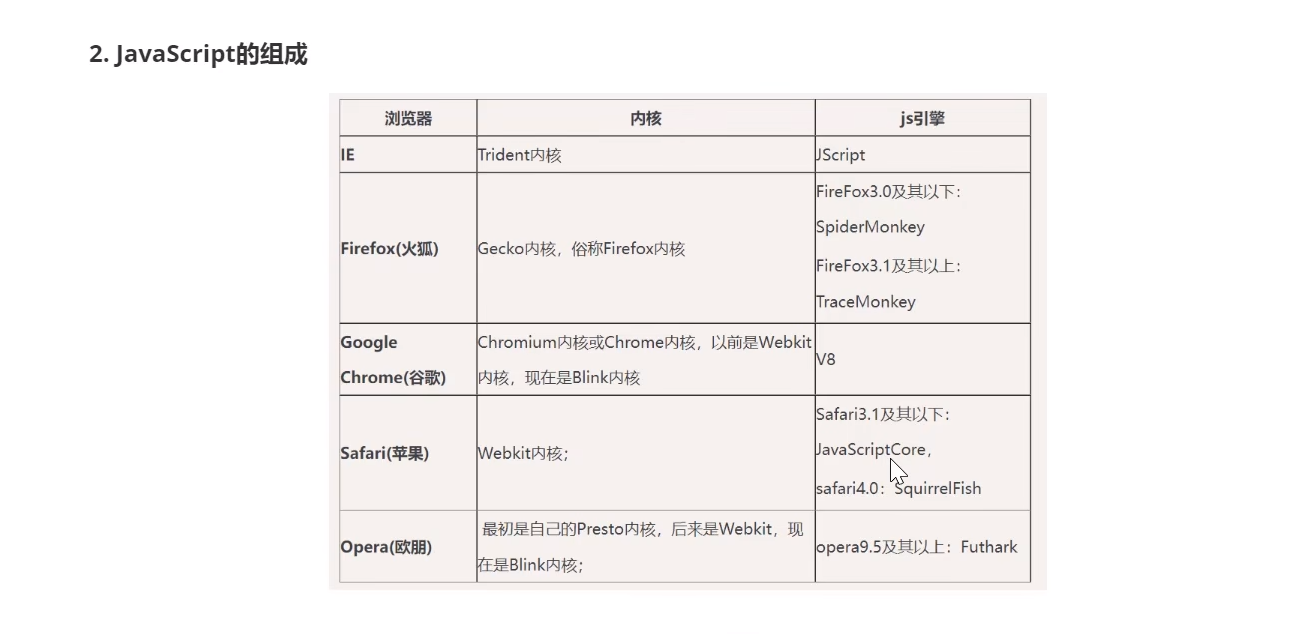 2. JavaScript的组成
浏览器 内核 js引擎
IE Trident内核 JScript
Firefox(火狐) Gecko内核，俗称Firefox内核 FireFox3.0及其以下：
SpiderMonkey
FireFox3.1及其以上：
TraceMonkey
Google
Chrome(谷歌) Chromium内核或Chrome内核，以前是Webkit
内核，现在是Blink内核 V8
Safari(苹果) Webkit内核; Safari3.1及其以下：
JavaScriptCore，
safari4.0：SquirrelFish
Opera(欧朋) 最初是自己的Presto内核，后来是Webkit，现
在是Blink内核; opera9.5及其以上：Futhark